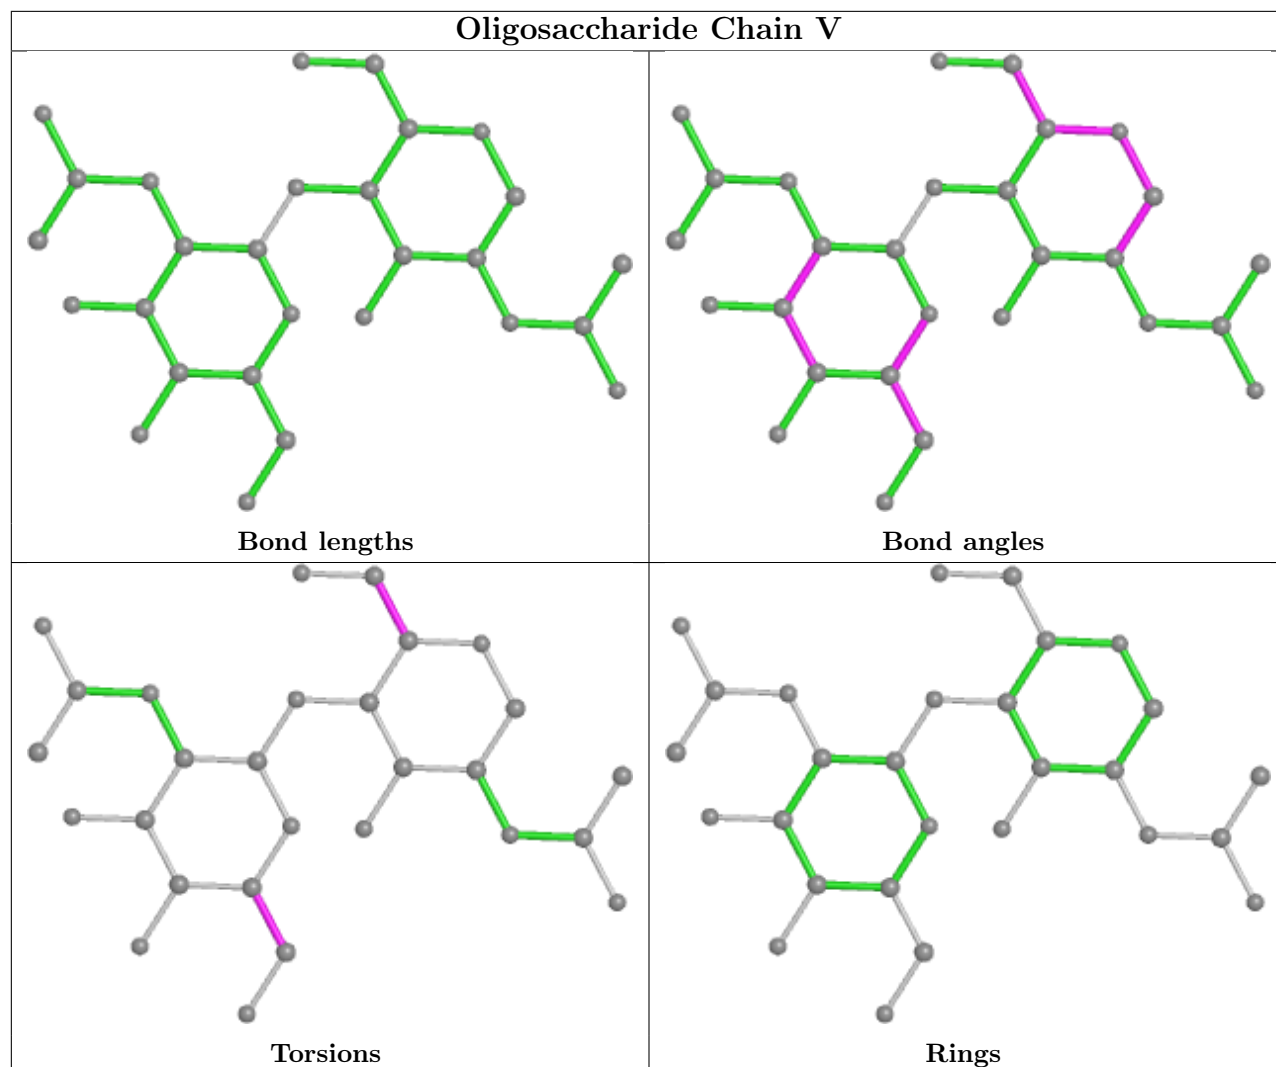 Oligosaccharide Chain V
Bond lengths
Bond angles
Torsions
Rings